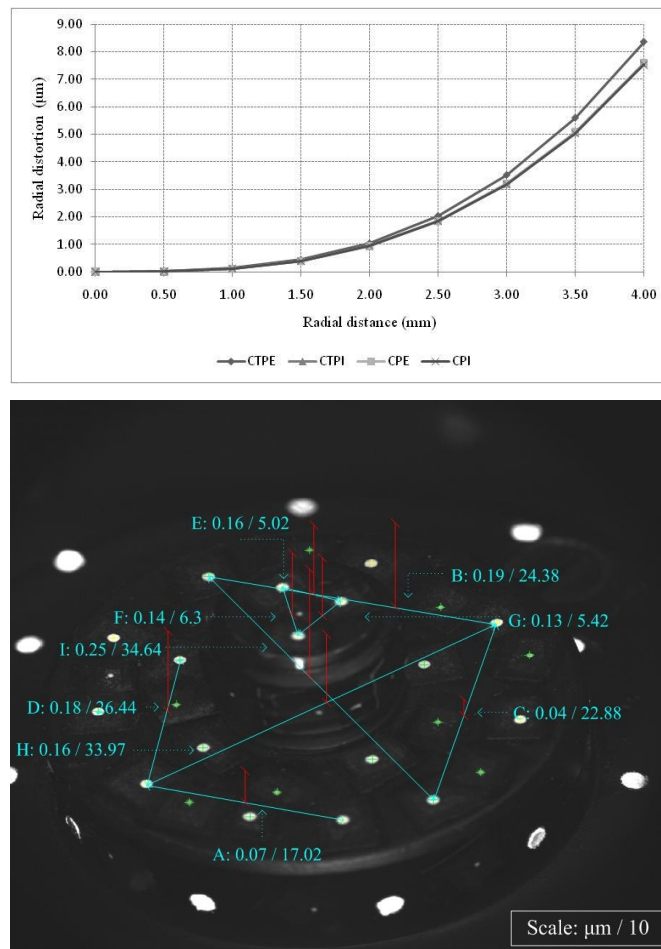 9.00
8.00
7.00
6.00
5.00
4.00
3.00
2.00
1.00
0.00
Radial distortion (μm)
0.00 0.50 1.00 1.50 2.00 2.50 3.00 3.50 4.00
Radial distance (mm)
CTPE CTPI CPE CPI
E: 0.16 / 5.02
B: 0.19 / 24.38
F: 0.14 / 6.3
G: 0.13 / 5.42
I: 0.25 / 34.64
D: 0.18 / 26.44
C: 0.04 / 22.88
H: 0.16 / 33.97
A: 0.07 / 17.02
Scale: μm / 10